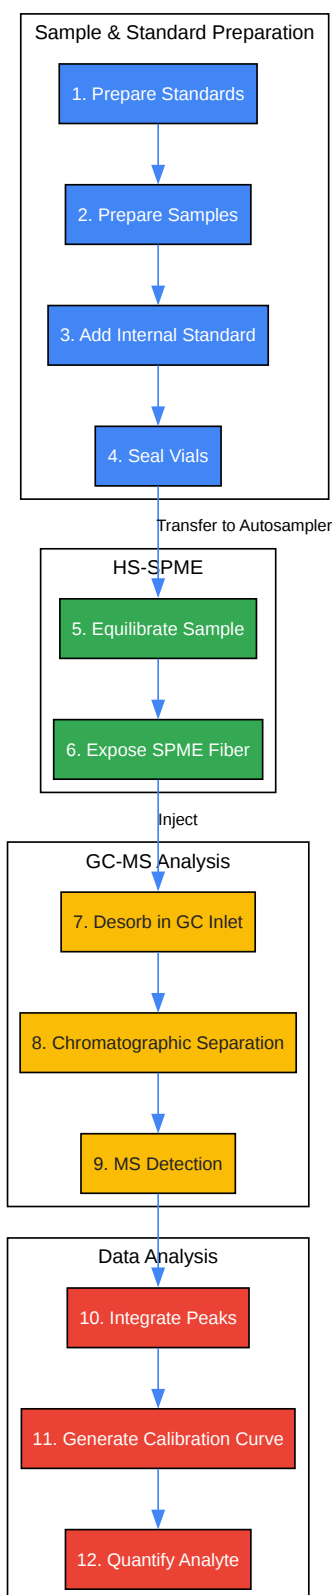 Sample & Standard Preparation
1. Prepare Standards
2. Prepare Samples
3. Add Internal Standard
4. Seal Vials
Transfer to Autosampler
HS-SPME
5. Equilibrate Sample
6. Expose SPME Fiber
Inject
GC-MS Analysis
7. Desorb in GC Inlet
8. Chromatographic Separation
9. MS Detection
Data Analysis
10. Integrate Peaks
11. Generate Calibration Curve
12. Quantify Analyte